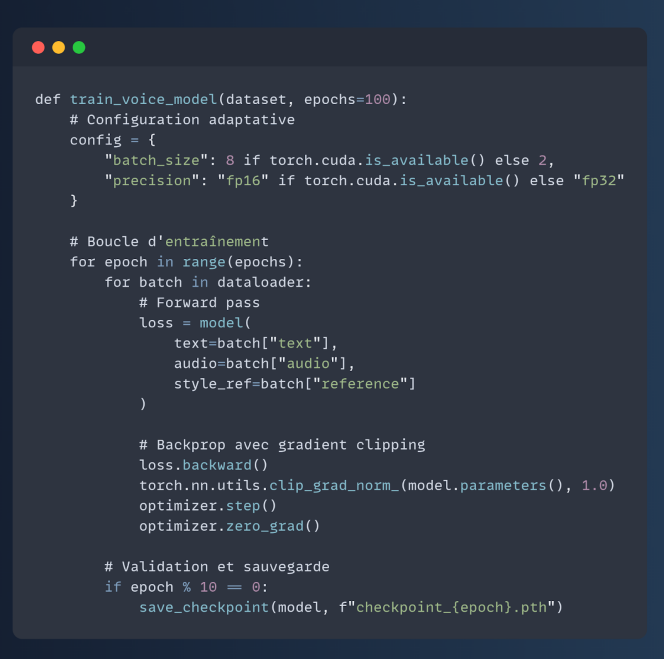 def train_voice_model(dataset, epochs=100):
    # Configuration adaptative
    config = {
        "batch_size": 8 if torch.cuda.is_available() else 2,
        "precision": "fp16" if torch.cuda.is_available() else "fp32"
    }

    # Boucle d'entraînement
    for epoch in range(epochs):
        for batch in dataloader:
            # Forward pass
            loss = model(
                text=batch["text"],
                audio=batch["audio"],
                style_ref=batch["reference"]
            )

            # Backprop avec gradient clipping
            loss.backward()
            torch.nn.utils.clip_grad_norm_(model.parameters(), 1.0)
            optimizer.step()
            optimizer.zero_grad()

        # Validation et sauvegarde
        if epoch % 10 == 0:
            save_checkpoint(model, f"checkpoint_{epoch}.pth")